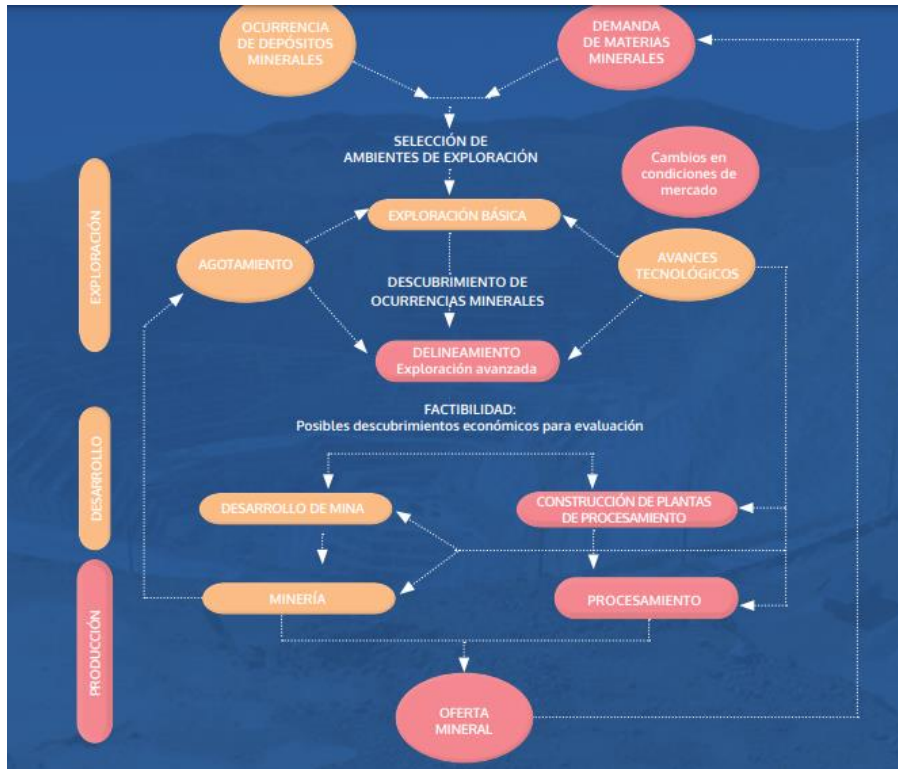 OCURRENCIA
DE DEPÓSITOS
MINERALES
DEMANDA
DE MATERIAS
MINERALES
SELECCIÓN DE
AMBIENTES DE EXPLORACIÓN
Cambios en
condiciones de
mercado
EXPLORACIÓN
EXPLORACIÓN BÁSICA
AGOTAMIENTO
AVANCES
TECNOLÓGICOS
DESCUBRIMIENTO DE
OCURRENCIAS MINERALES
DELINEAMIENTO
Exploración avanzada
FACTIBILIDAD:
Posibles descubrimientos económicos para evaluación
DESARROLLO
DESARROLLO DE MINA
CONSTRUCCIÓN DE PLANTAS
DE PROCESAMIENTO
PRODUCCIÓN
MINERÍA
PROCESAMIENTO
OFERTA
MINERAL